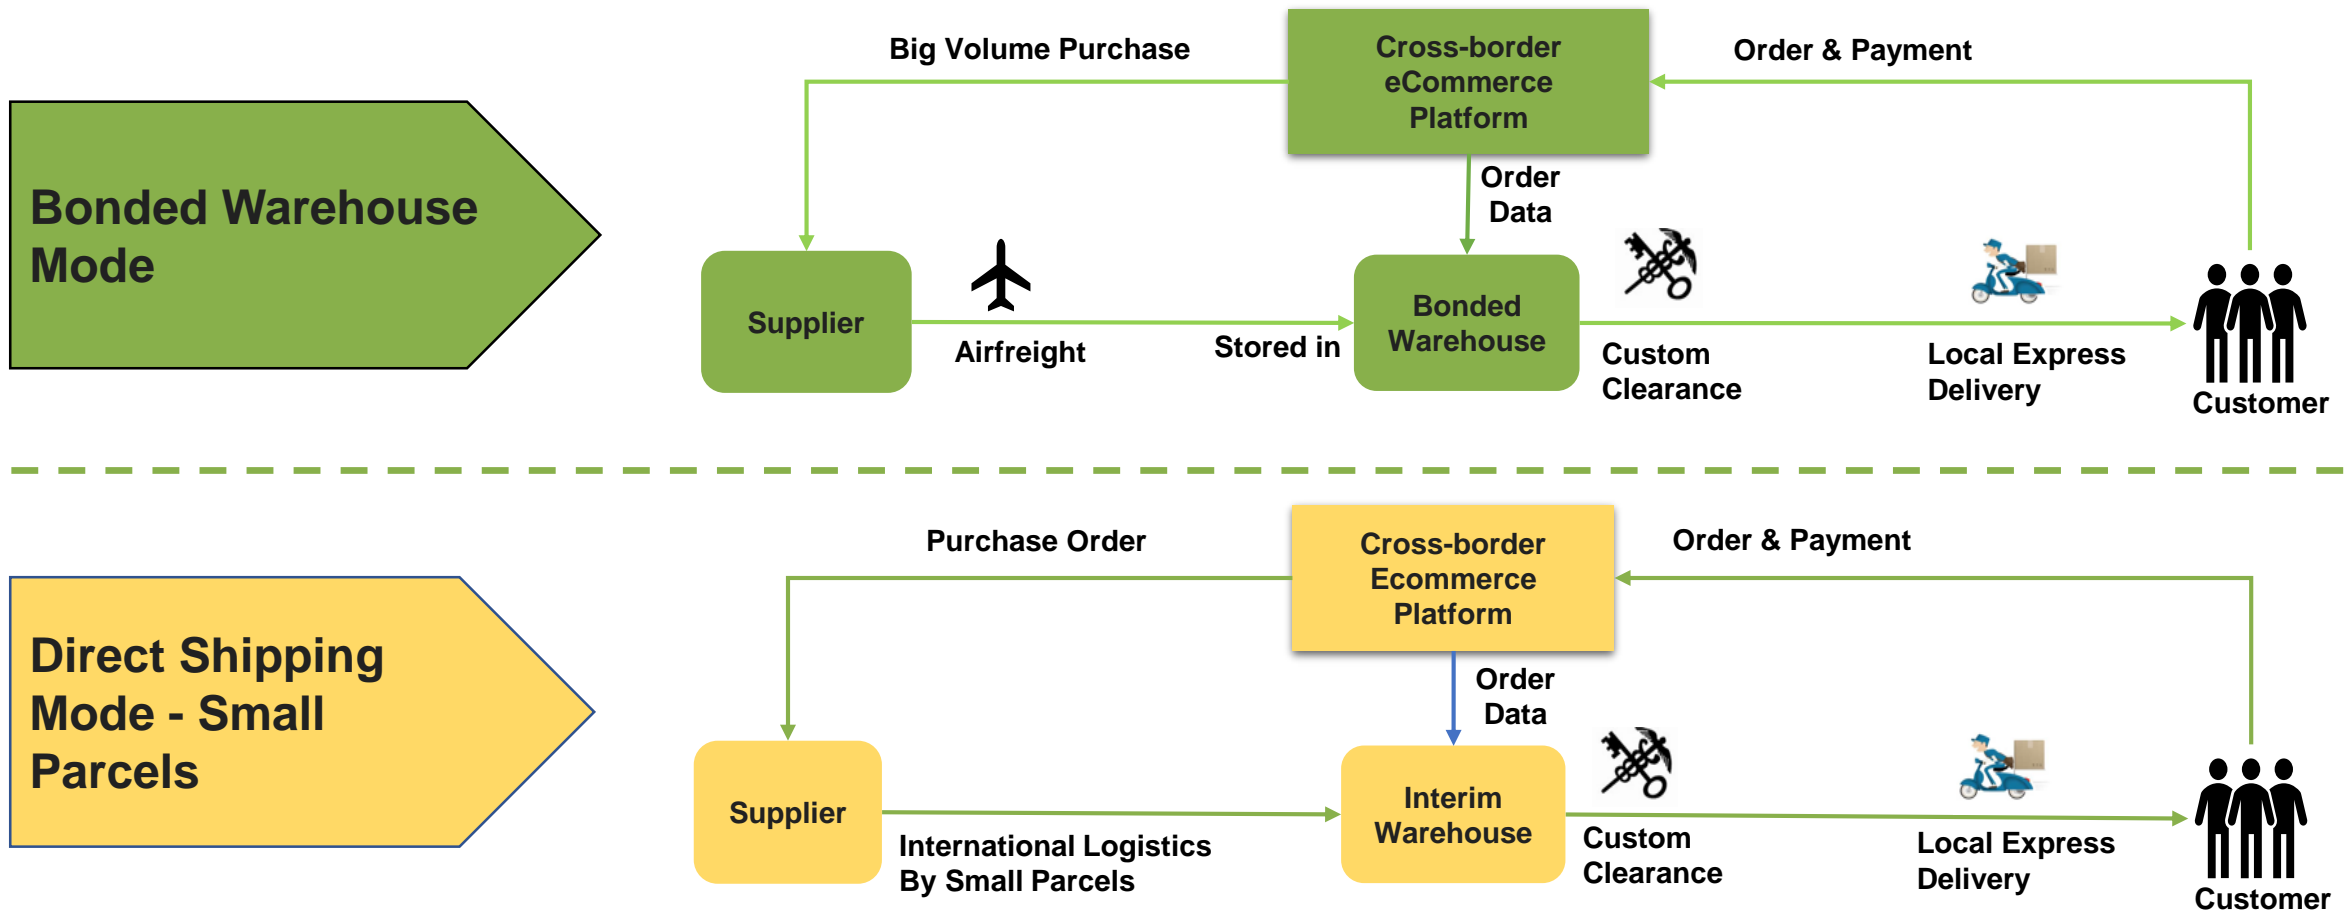 Bonded Warehouse
Mode
Big Volume Purchase
Cross-border
eCommerce
Platform
Order & Payment
Order
Data
Supplier
Airfreight
Stored in
Bonded
Warehouse
Custom
Clearance
Local Express
Delivery
Customer
Direct Shipping
Mode - Small
Parcels
Purchase Order
Cross-border
Ecommerce
Platform
Order & Payment
Order
Data
Supplier
International Logistics
By Small Parcels
Interim
Warehouse
Custom
Clearance
Local Express
Delivery
Customer